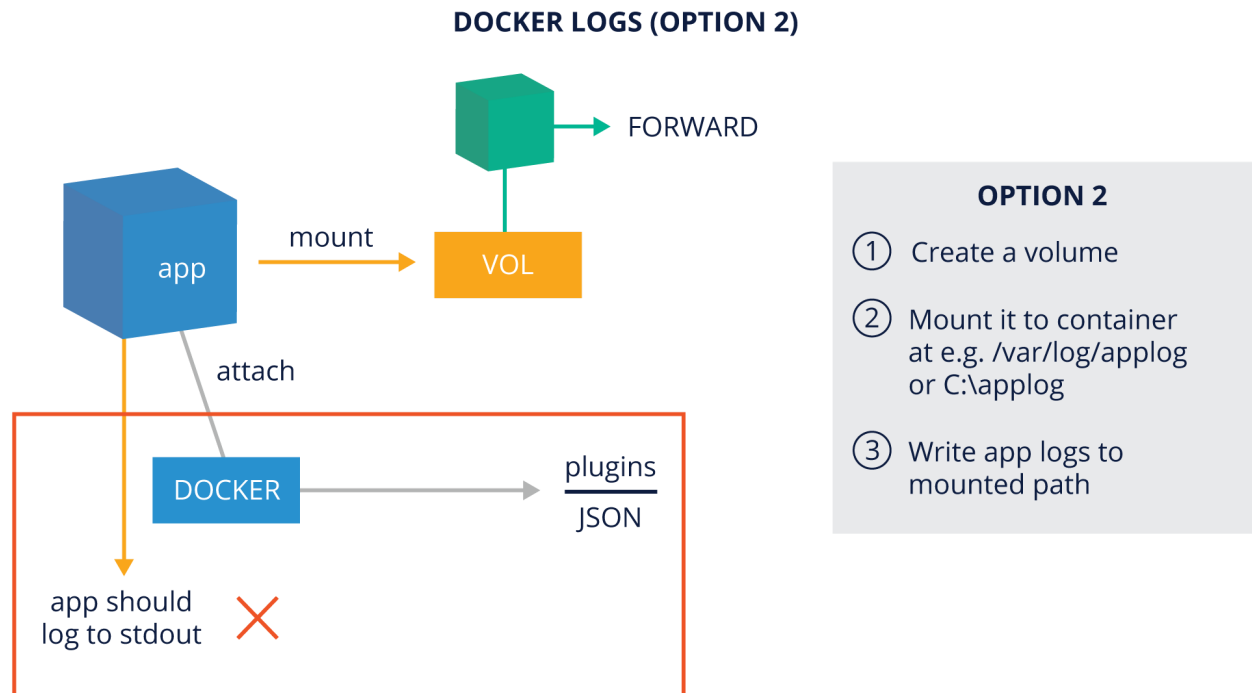 DOCKER LOGS (OPTION 2)
FORWARD
app
mount
VOL
attach
DOCKER
plugins
JSON
app should
log to stdout
OPTION 2
1 Create a volume
2 Mount it to container
at e.g. /var/log/applog
or C:\applog
3 Write app logs to
mounted path